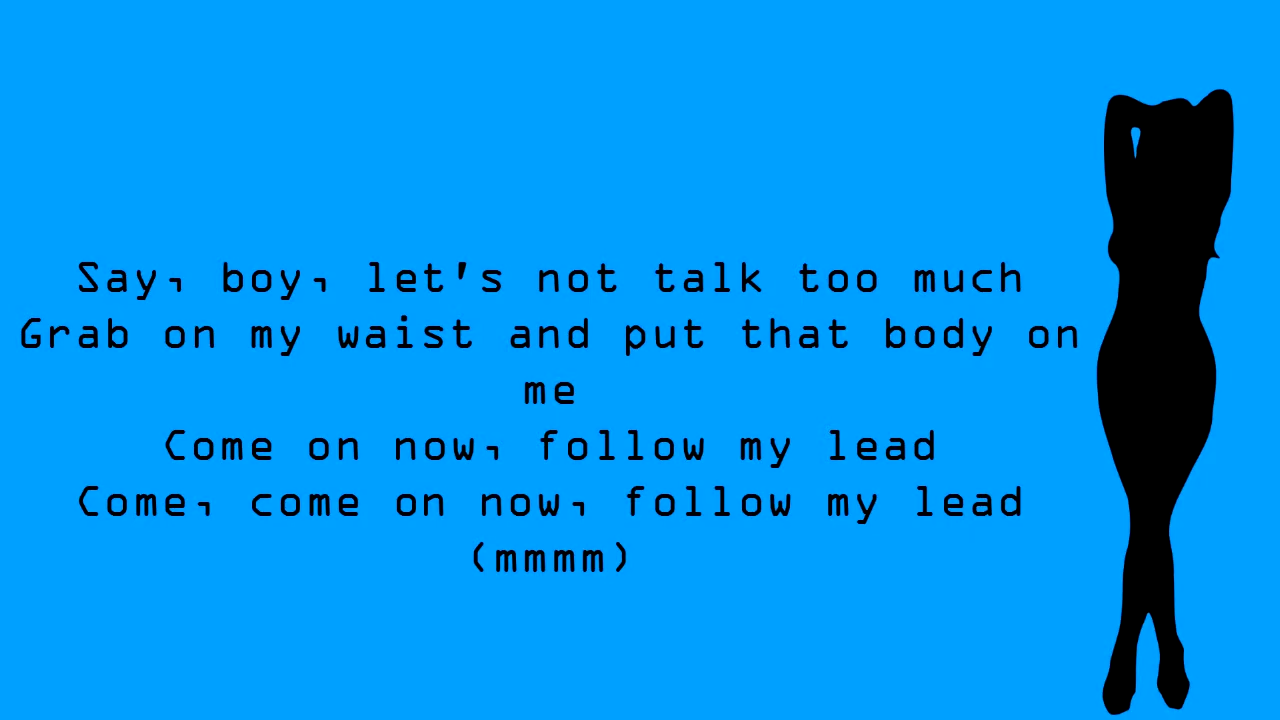 Say, boy, let's not talk too much
Grab on my waist and put that body on
me
Come on now, follow my lead
Come, come on now, follow my lead
(mmmm)